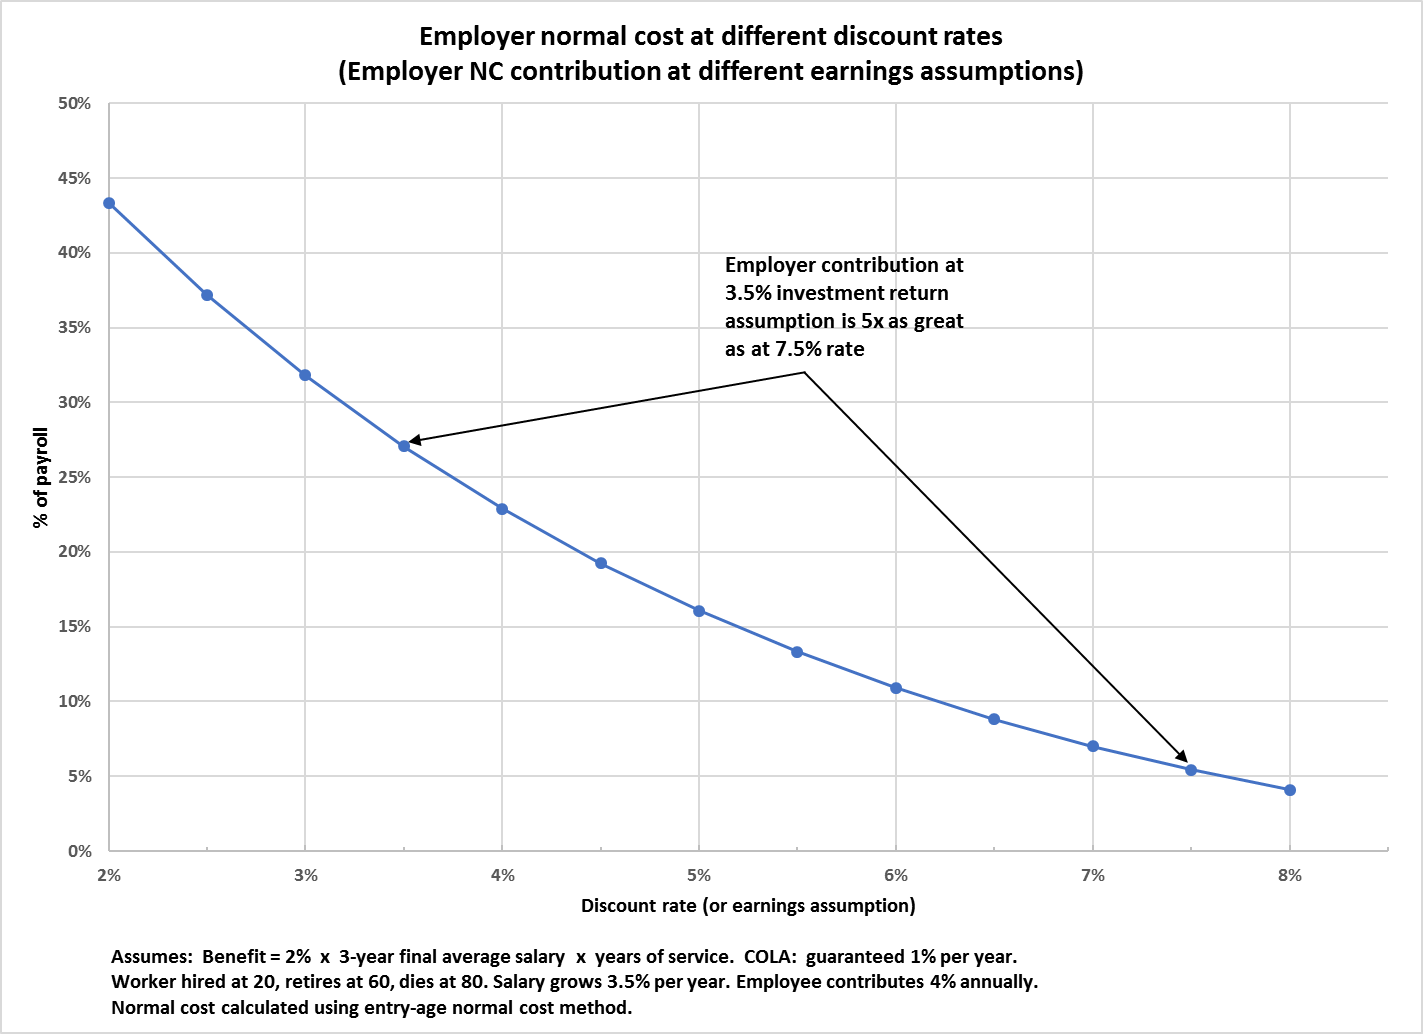 Employer normal cost at different discount rates
(Employer NC contribution at different earnings assumptions)
50%
45%
40%
35%
30%
25%
20%
15%
10%
5%
0%
% of payroll
Employer contribution at
3.5% investment return
assumption is 5x as great
as at 7.5% rate
2%
3%
4%
5%
6%
7%
8%
Discount rate (or earnings assumption)
Assumes: Benefit = 2% x 3-year final average salary x years of service. COLA: guaranteed 1% per year.
Worker hired at 20, retires at 60, dies at 80. Salary grows 3.5% per year. Employee contributes 4% annually.
Normal cost calculated using entry-age normal cost method.